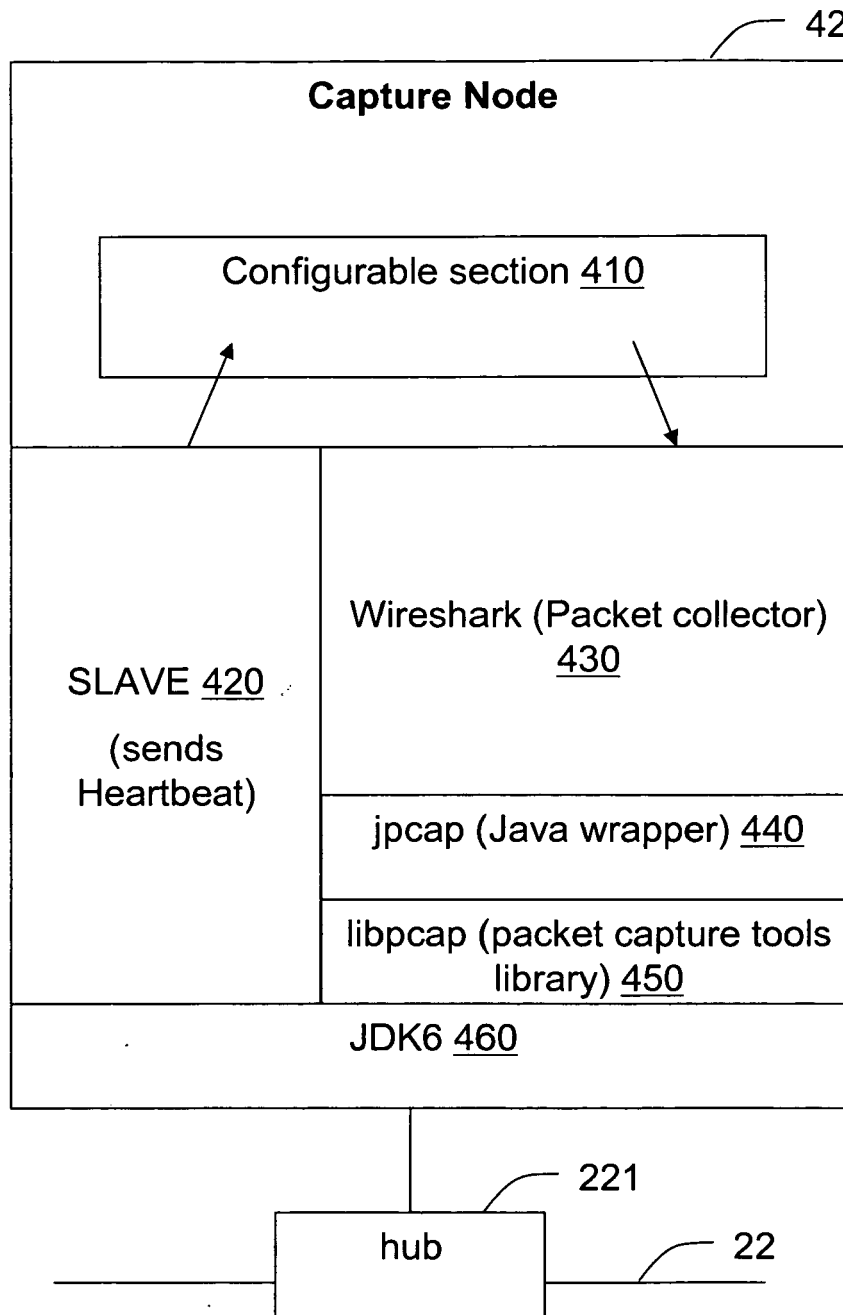 42
Capture Node
Configurable section 410
SLAVE 420
(sends
Heartbeat)
Wireshark (Packet collector)
430
jpcap (Java wrapper) 440
libpcap (packet capture tools
library) 450
JDK6 460
221
hub
22